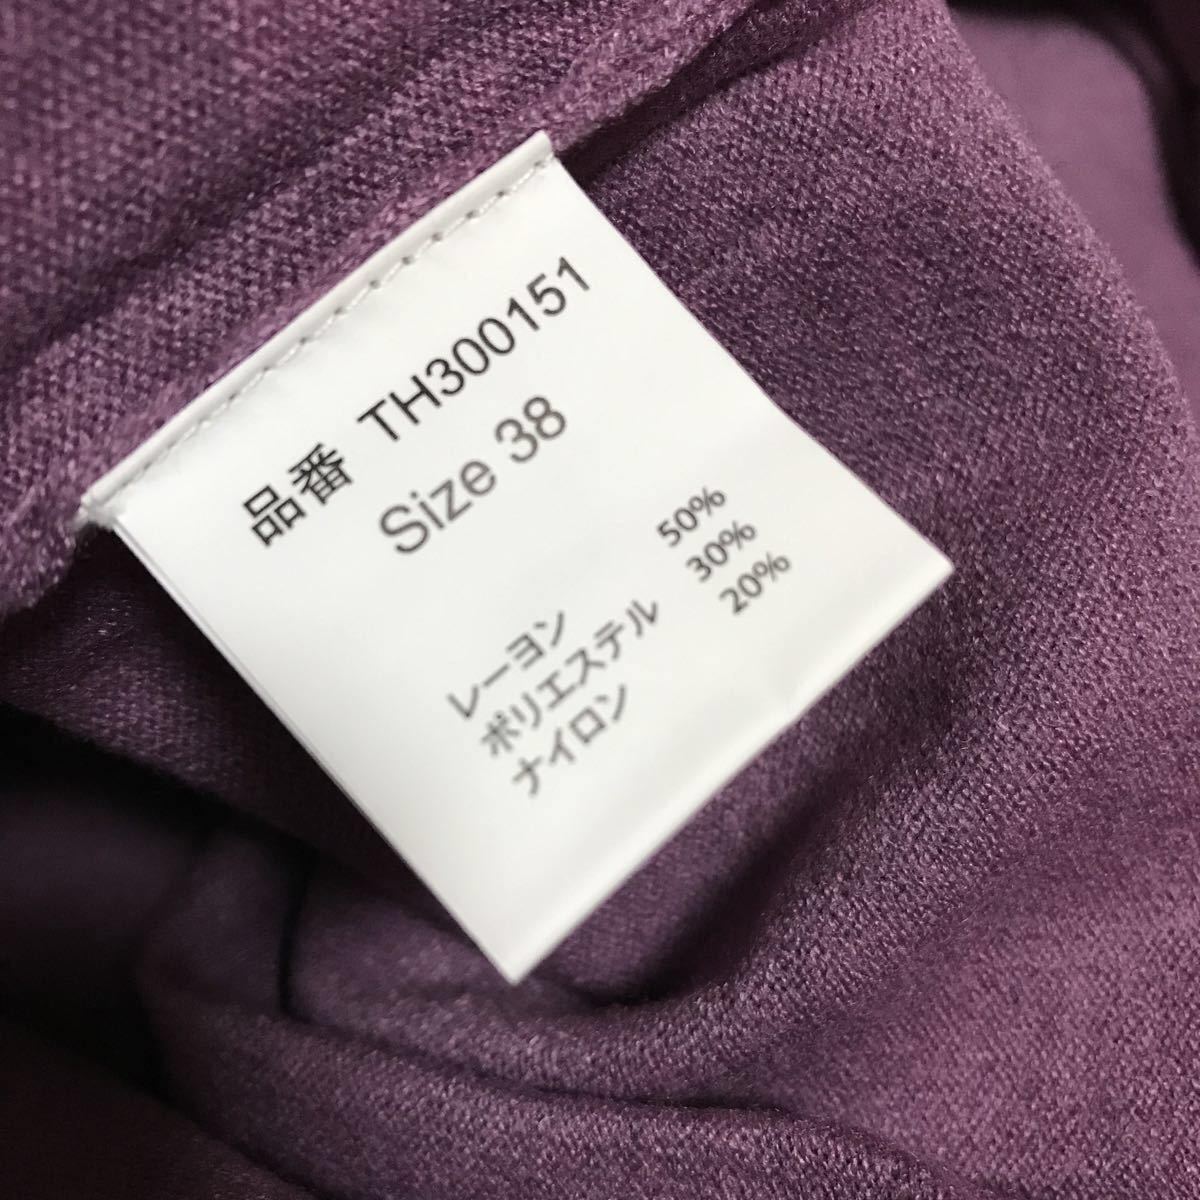 品番 TH300151
Size 38
レーヨン 50%
ポリエステル 30%
ナイロン 20%